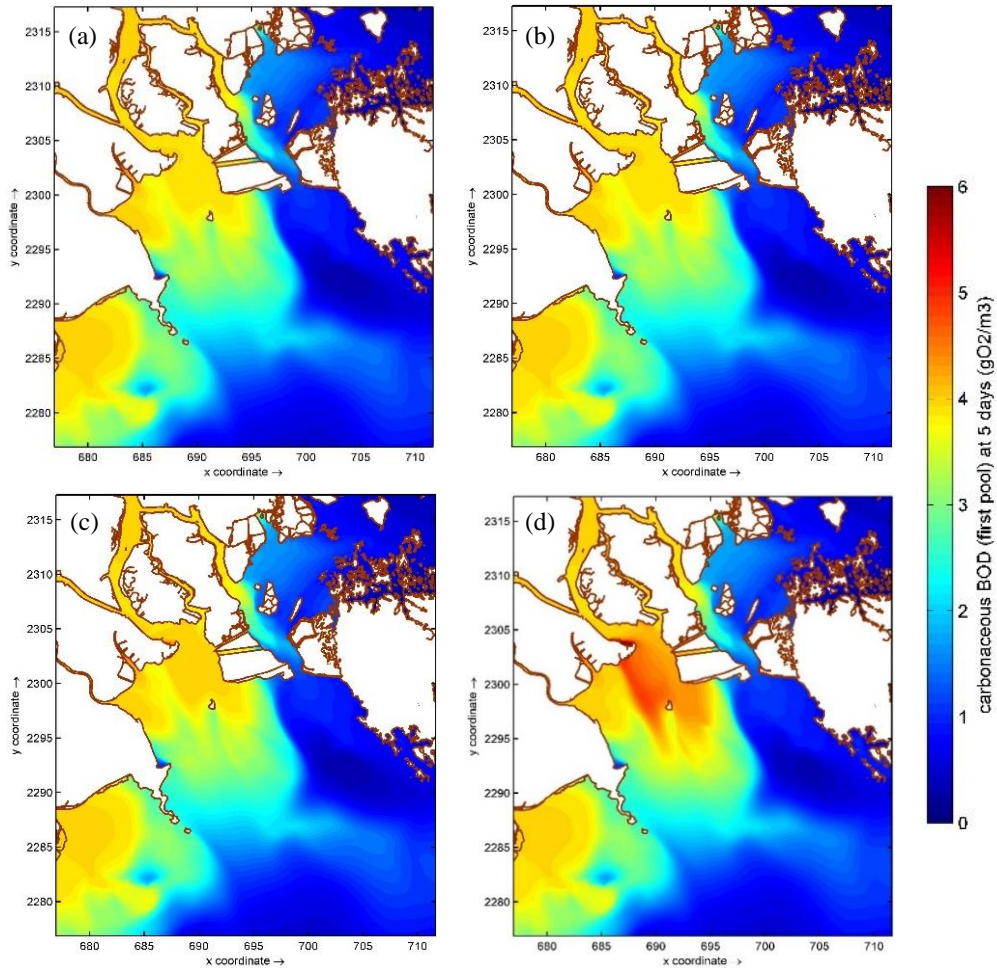 (a)
2315
2310
2305
2300
2295
2290
2285
2280
y coordinate →
680 685 690 695 700 705 710
x coordinate →
(b)
2315
2310
2305
2300
2295
2290
2285
2280
y coordinate →
680 685 690 695 700 705 710
x coordinate →
(c)
2315
2310
2305
2300
2295
2290
2285
2280
y coordinate →
680 685 690 695 700 705 710
x coordinate →
(d)
2315
2310
2305
2300
2295
2290
2285
2280
y coordinate →
680 685 690 695 700 705 710
x coordinate →
6
5
4
3
2
1
0
carbonaceous BOD (first pool) at 5 days (gO2/m3)